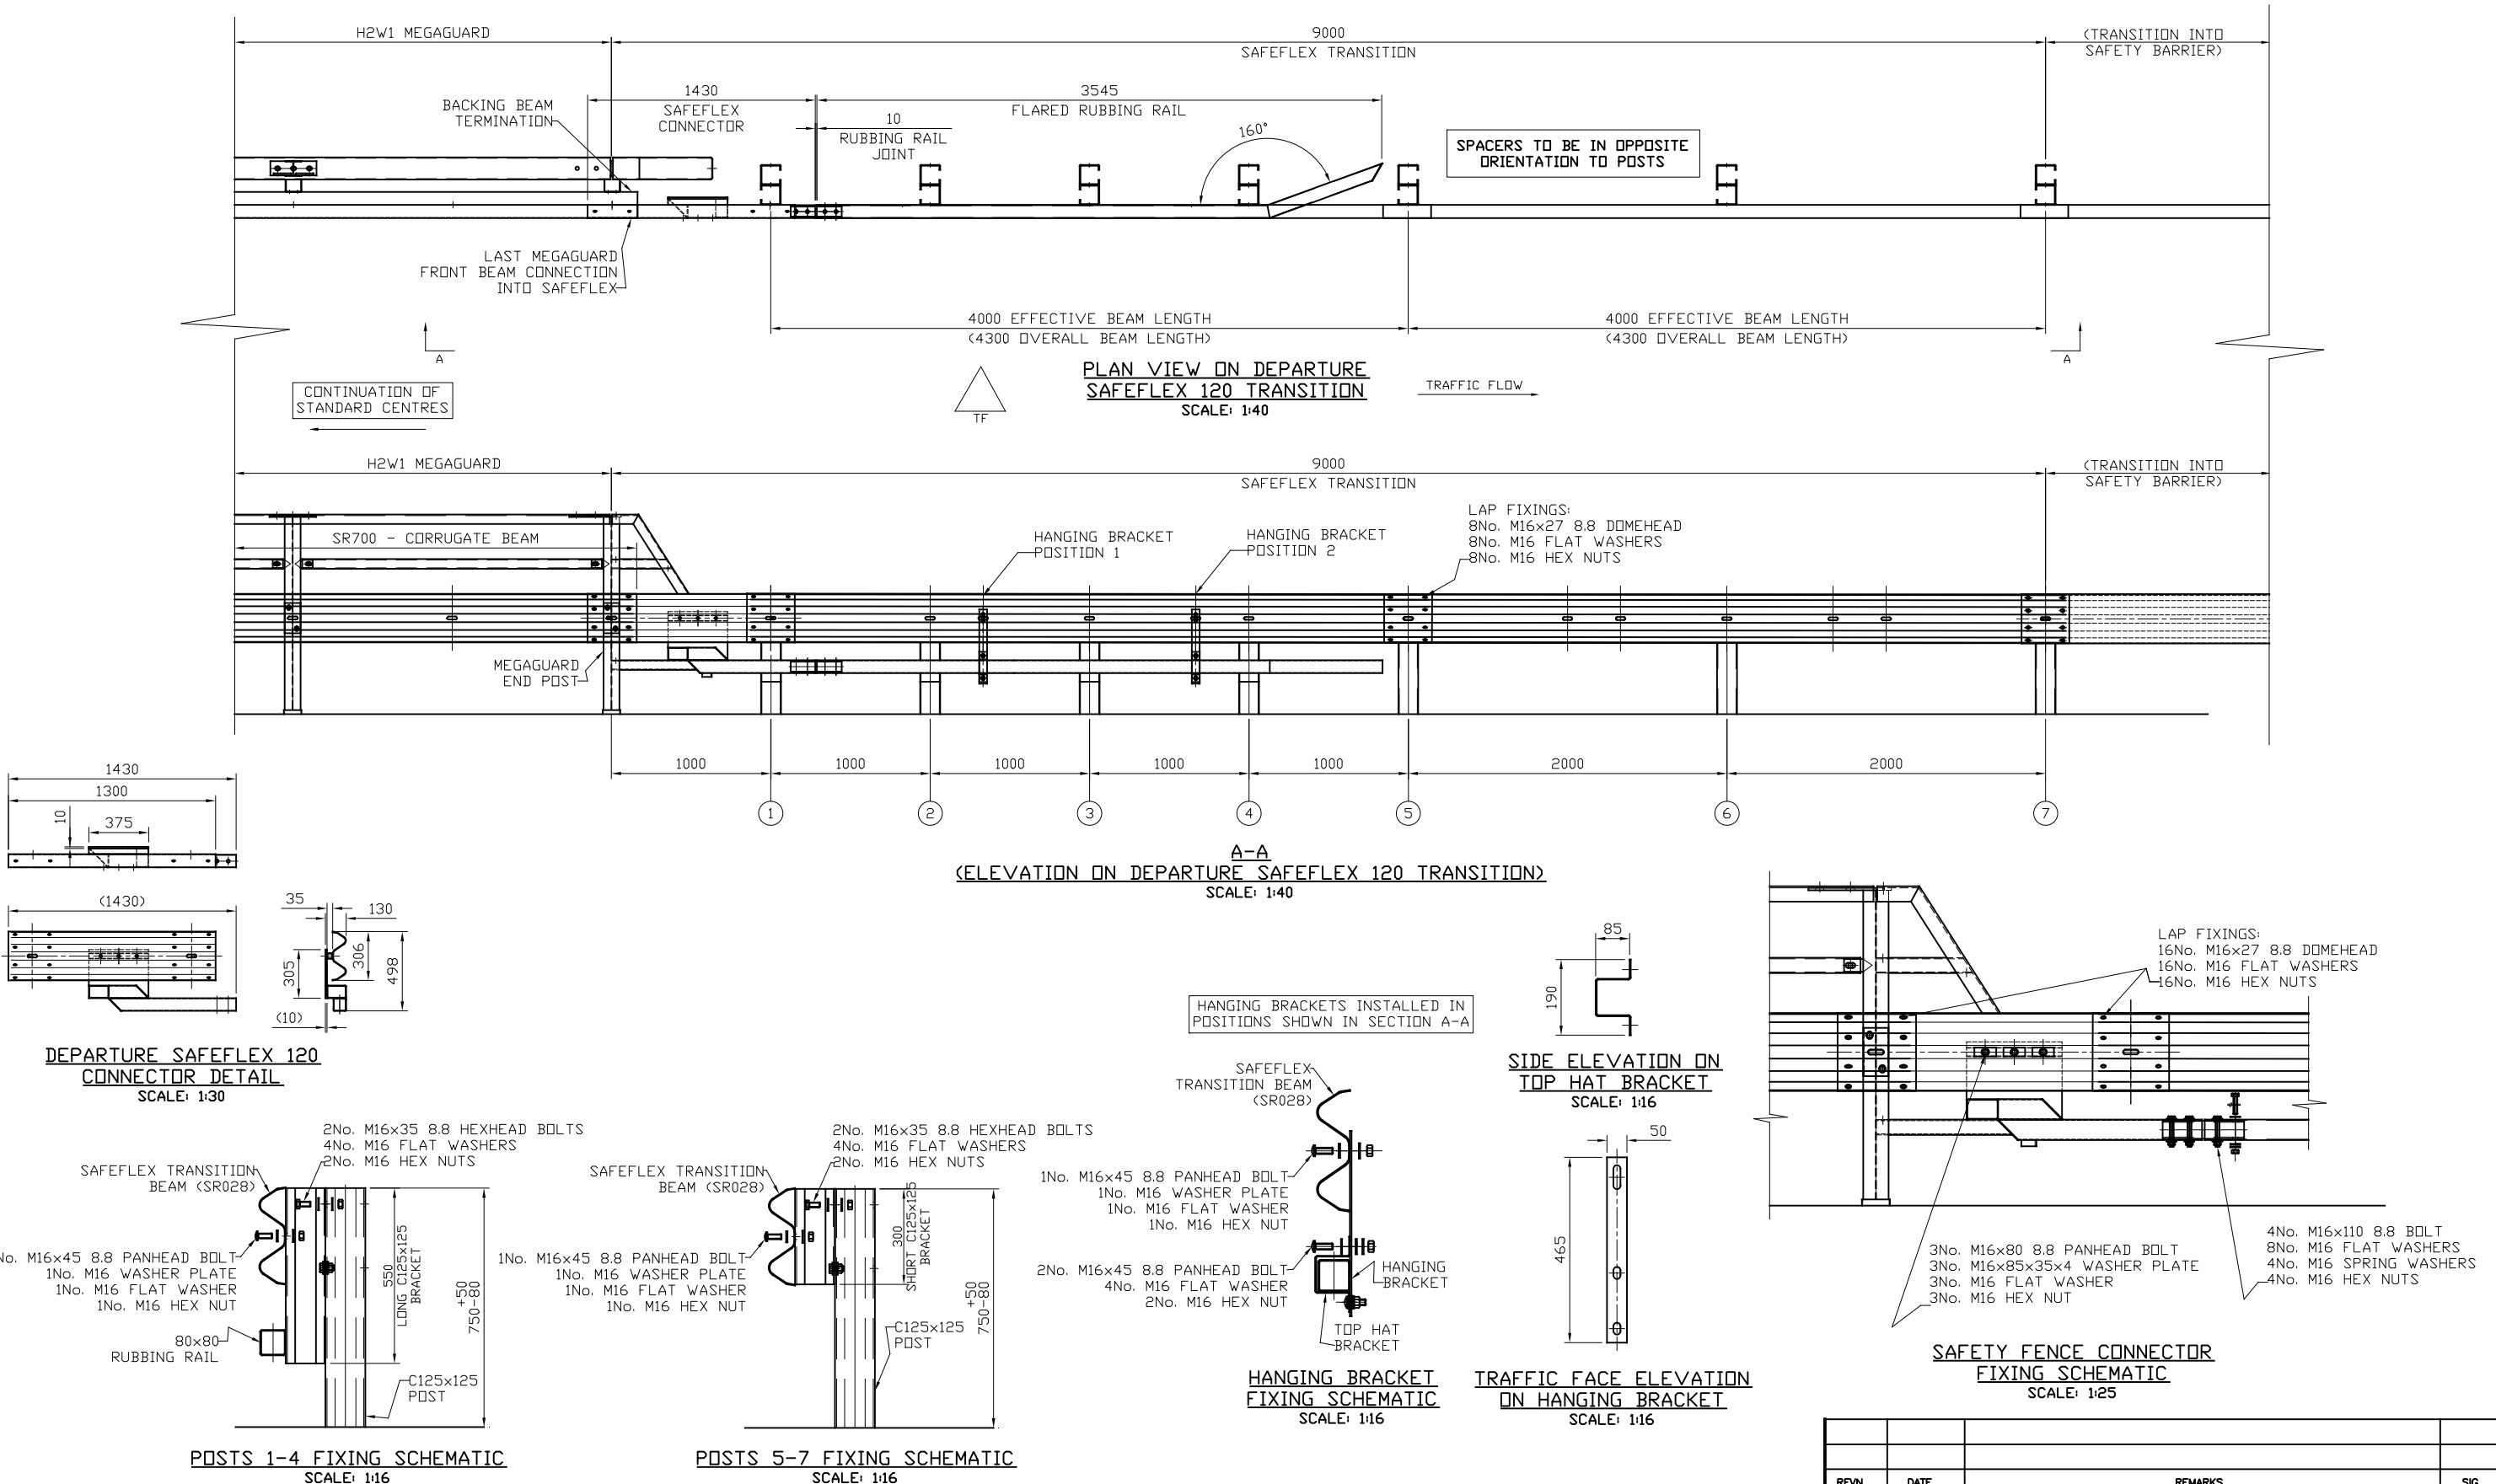 H2W1 MEGAGUARD
9000
SAFEFLEX TRANSITION
(TRANSITION INTO
SAFETY BARRIER)
BACKING BEAM
TERMINATION
1430
SAFEFLEX
CONNECTOR
3545
FLARED RUBBING RAIL
10
RUBBING RAIL
JOINT
160°
SPACERS TO BE IN OPPOSITE
ORIENTATION TO POSTS
LAST MEGAGUARD
FRONT BEAM CONNECTION
INTO SAFEFLEX
4000 EFFECTIVE BEAM LENGTH
(4300 OVERALL BEAM LENGTH)
4000 EFFECTIVE BEAM LENGTH
(4300 OVERALL BEAM LENGTH)
A
A
PLAN VIEW ON DEPARTURE
SAFEFLEX 120 TRANSITION
SCALE: 1:40
CONTINUATION OF
STANDARD CENTRES
TF
TRAFFIC FLOW
H2W1 MEGAGUARD
9000
SAFEFLEX TRANSITION
(TRANSITION INTO
SAFETY BARRIER)
SR700 - CORRUGATE BEAM
HANGING BRACKET
POSITION 1
HANGING BRACKET
POSITION 2
LAP FIXINGS:
8No. M16x27 8.8 DOMEHEAD
8No. M16 FLAT WASHERS
8No. M16 HEX NUTS
MEGAGUARD
END POST
1000
1000
1000
1000
1000
2000
2000
1
2
3
4
5
6
7
A-A
(ELEVATION ON DEPARTURE SAFEFLEX 120 TRANSITION)
SCALE: 1:40
1430
1300
10
375
(1430)
35
130
305
306
498
(10)
DEPARTURE SAFEFLEX 120
CONNECTOR DETAIL
SCALE: 1:30
2No. M16x35 8.8 HEXHEAD BOLTS
4No. M16 FLAT WASHERS
2No. M16 HEX NUTS
SAFEFLEX TRANSITION
BEAM (SR028)
No. M16x45 8.8 PANHEAD BOLT
1No. M16 WASHER PLATE
1No. M16 FLAT WASHER
1No. M16 HEX NUT
80x80
RUBBING RAIL
550
LONG C125x125
BRACKET
+50
750-80
C125x125
POST
POSTS 1-4 FIXING SCHEMATIC
SCALE: 1:16
2No. M16x35 8.8 HEXHEAD BOLTS
4No. M16 FLAT WASHERS
2No. M16 HEX NUTS
SAFEFLEX TRANSITION
BEAM (SR028)
1No. M16x45 8.8 PANHEAD BOLT
1No. M16 WASHER PLATE
1No. M16 FLAT WASHER
1No. M16 HEX NUT
300
SHORT C125x125
BRACKET
+50
750-80
C125x125
POST
POSTS 5-7 FIXING SCHEMATIC
SCALE: 1:16
HANGING BRACKETS INSTALLED IN
POSITIONS SHOWN IN SECTION A-A
SAFEFLEX
TRANSITION BEAM
(SR028)
1No. M16x45 8.8 PANHEAD BOLT
1No. M16 WASHER PLATE
1No. M16 FLAT WASHER
1No. M16 HEX NUT
2No. M16x45 8.8 PANHEAD BOLT
4No. M16 FLAT WASHER
2No. M16 HEX NUT
HANGING
BRACKET
TOP HAT
BRACKET
HANGING BRACKET
FIXING SCHEMATIC
SCALE: 1:16
85
190
SIDE ELEVATION ON
TOP HAT BRACKET
SCALE: 1:16
50
465
TRAFFIC FACE ELEVATION
ON HANGING BRACKET
SCALE: 1:16
LAP FIXINGS:
16No. M16x27 8.8 DOMEHEAD
16No. M16 FLAT WASHERS
16No. M16 HEX NUTS
3No. M16x80 8.8 PANHEAD BOLT
3No. M16x85x35x4 WASHER PLATE
3No. M16 FLAT WASHER
3No. M16 HEX NUT
4No. M16x110 8.8 BOLT
8No. M16 FLAT WASHERS
4No. M16 SPRING WASHERS
4No. M16 HEX NUTS
SAFETY FENCE CONNECTOR
FIXING SCHEMATIC
SCALE: 1:25
REVN
DATE
REMARKS
SIG